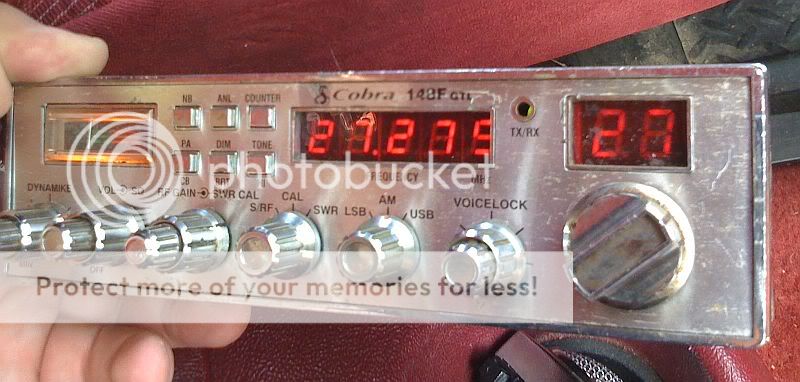 Cobra 148F GTL
NB ANL COUNTER
27.275
27
TX/RX
PA DIM TONE
FREQUENCY MHz
CB
photobucket
DYNAMIKE VOL SQ RF GAIN SWR CAL
S/RF CAL SWR
LSB AM USB
VOICELOCK
OFF
Protect more of your memories for less!